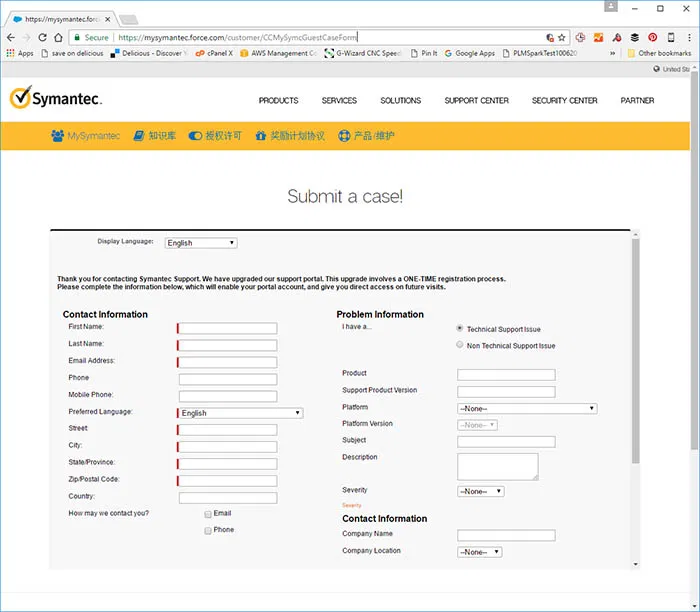 https://mysymantec.force
Secure https://mysymantec.force.com/customer/CCMySymcGuestCaseForm
Apps save on delicious Delicious - Discover Y cPanel X AWS Management Co G-Wizard CNC Speed Pin It Google Apps PLMSparkTest100620 » Other bookmarks
United Sta
Symantec.
PRODUCTS SERVICES SOLUTIONS SUPPORT CENTER SECURITY CENTER PARTNER
MySymantec 知识库 授权许可 奖励计划协议 产品/维护
Submit a case!
Display Language: English
Thank you for contacting Symantec Support. We have upgraded our support portal. This upgrade involves a ONE-TIME registration process.
Please complete the information below, which will enable your portal account, and give you direct access on future visits.
Contact Information
First Name:
Last Name:
Email Address:
Phone
Mobile Phone:
Preferred Language: English
Street:
City:
State/Province:
Zip/Postal Code:
Country:
How may we contact you? Email
Phone
Problem Information
I have a... Technical Support Issue
Non Technical Support Issue
Product
Support Product Version
Platform --None--
Platform Version --None--
Subject
Description
Severity --None--
Severity
Contact Information
Company Name
Company Location --None--